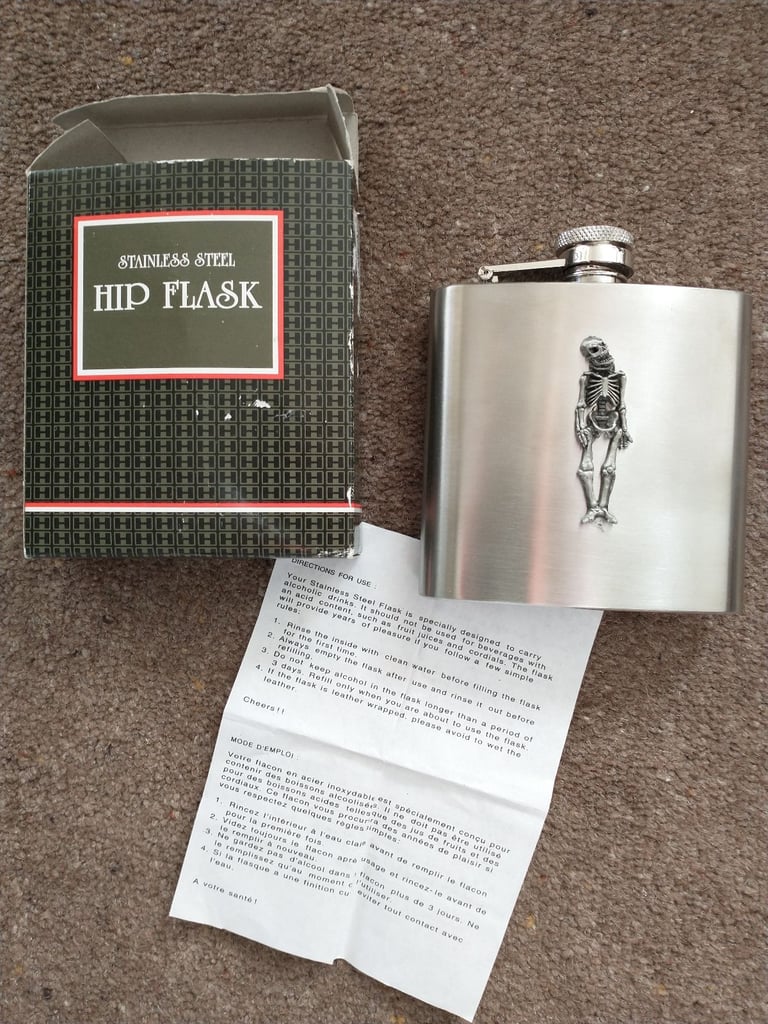 STAINLESS STEEL
HIP FLASK
DIRECTIONS FOR USE :
Your Stainless Steel Flask is specially designed to carry
alcoholic drinks. It should not be used for beverages with
an acid content, such as fruit juices and cordials. The flask
will provide years of pleasure if you follow a few simple
rules:
1. Rinse the inside with clean water before filling the flask
for the first time.
2. Always empty the flask after use and rinse it out before
refilling.
3. Do not keep alcohol in the flask longer than a period of
3 days. Refill only when you are about to use the flask.
4. If the flask is leather wrapped, please avoid to wet the
leather.
Cheers!!
MODE D'EMPLOI :
Votre flacon en acier inoxydable est spécialement conçu pour
contenir des boissons alcoolisées. Il ne doit pas être utilisé
pour des boissons acides telles que des jus de fruits et des
cordiaux. Ce flacon vous procurera des années de plaisir si
vous respectez quelques règles simples:
1. Rincez l'intérieur à l'eau avant de remplir le flacon
pour la première fois.
2. Videz toujours le flacon usage et rincez-le avant de
le remplir à nouveau.
3. Ne gardez pas d'alcool dans flacon plus de 3 jours. Ne
le remplissez qu'au moment l'utiliser.
4. Si la flasque a une finition éviter tout contact avec
l'eau.
A votre santé!